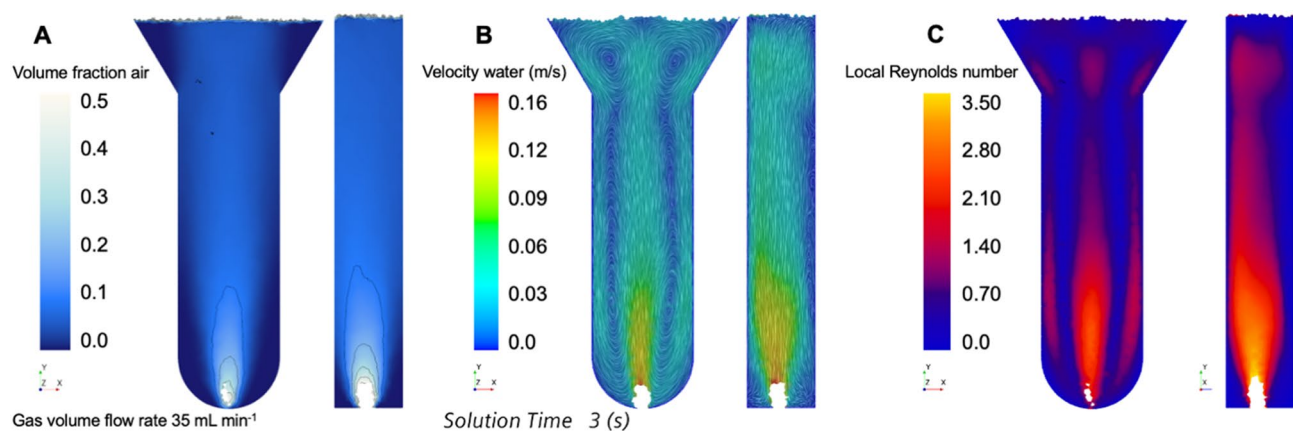 A
Volume fraction air
0.5
0.4
0.3
0.2
0.1
0.0
Y
Z X
Gas volume flow rate 35 mL min⁻¹
B
Velocity water (m/s)
0.16
0.12
0.06
0.03
0.0
Y
Z X
Solution Time 3 (s)
C
Local Reynolds number
3.50
2.80
2.10
1.40
0.70
0.0
Y
Z X